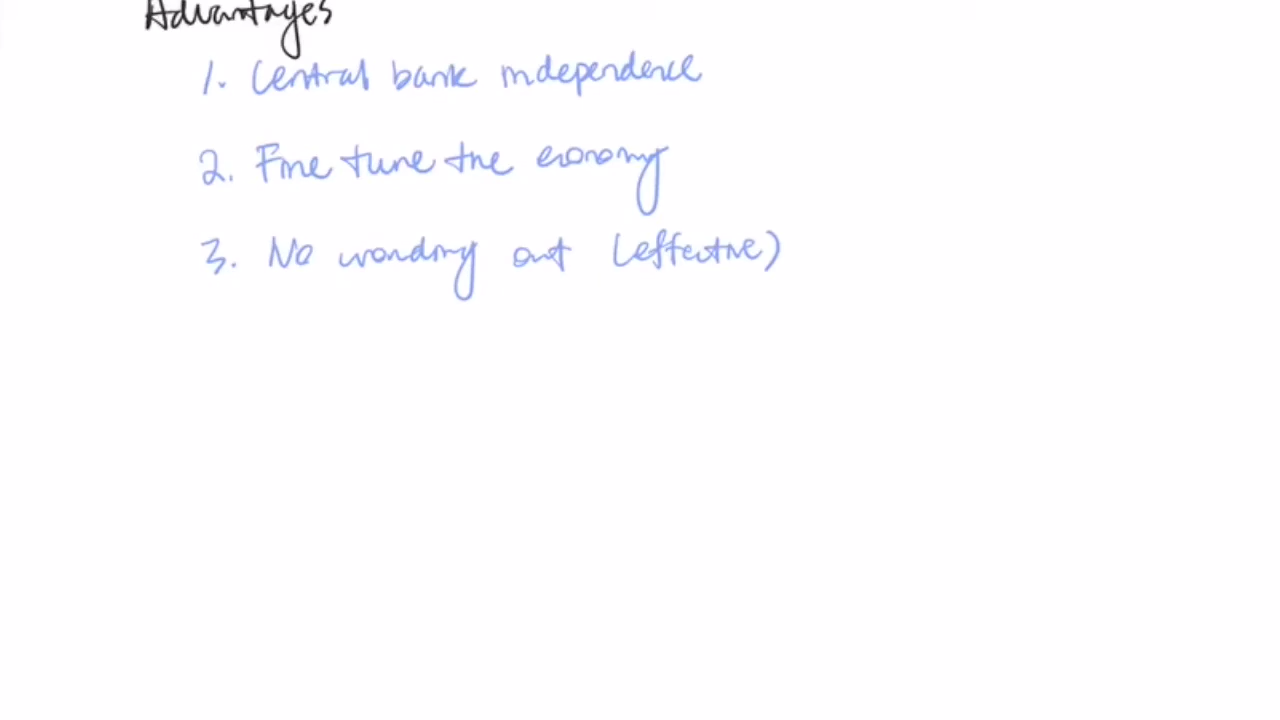 Advantages
1. Central bank independence
2. Fine tune the economy
3. No crowding out (effective)